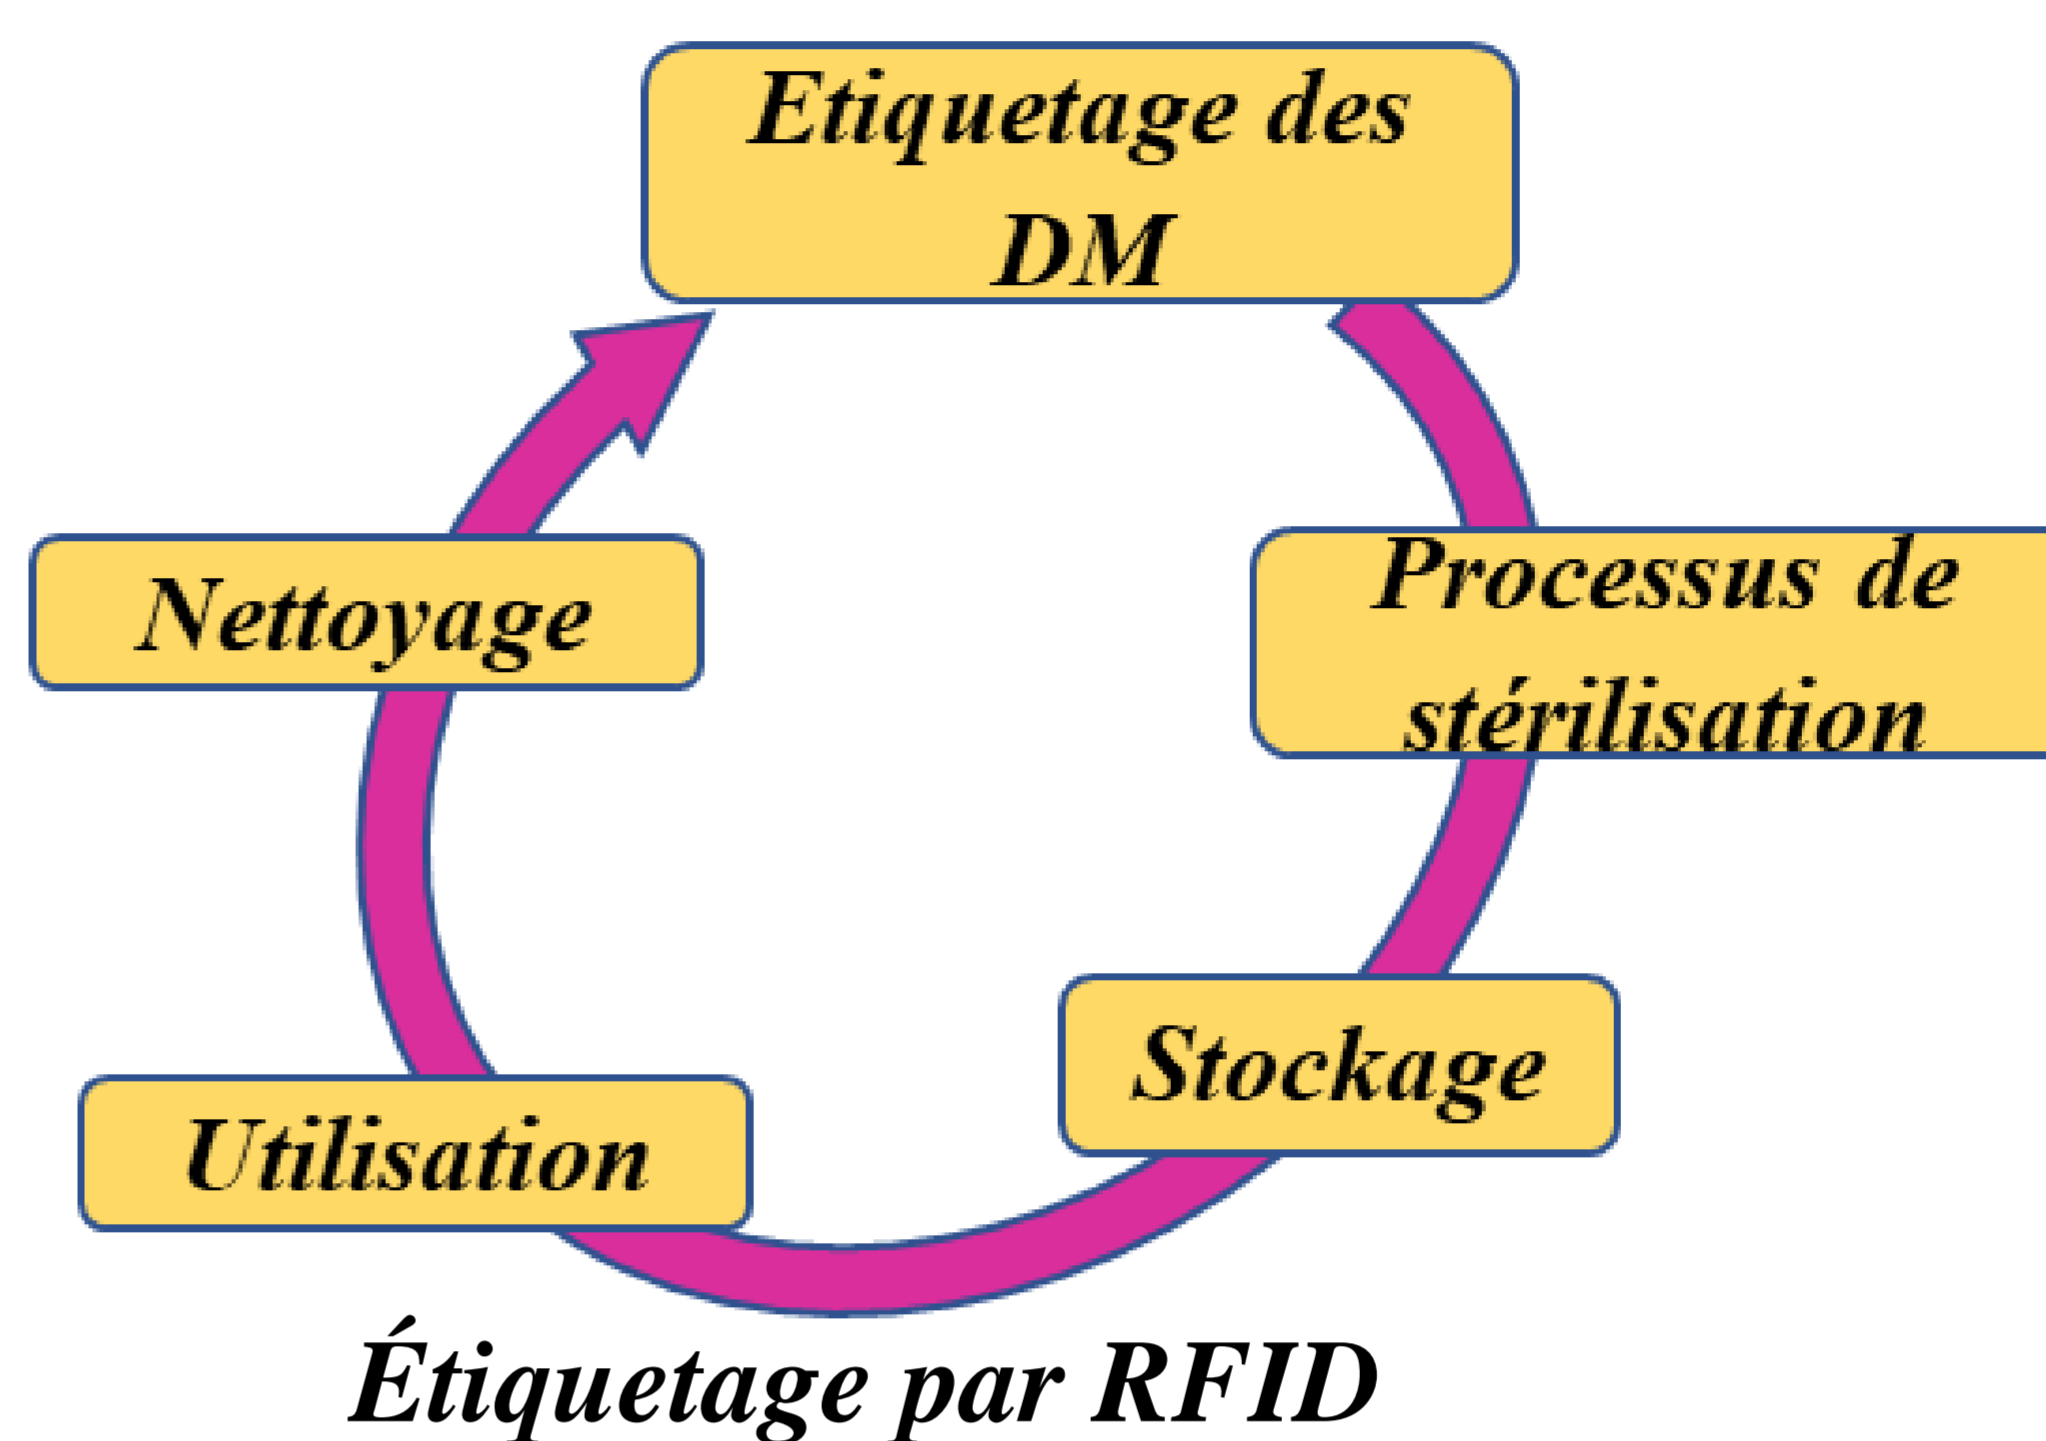 Etiquetage des
DM
Processus de
stérilisation
Stockage
Utilisation
Nettoyage
Étiquetage par RFID